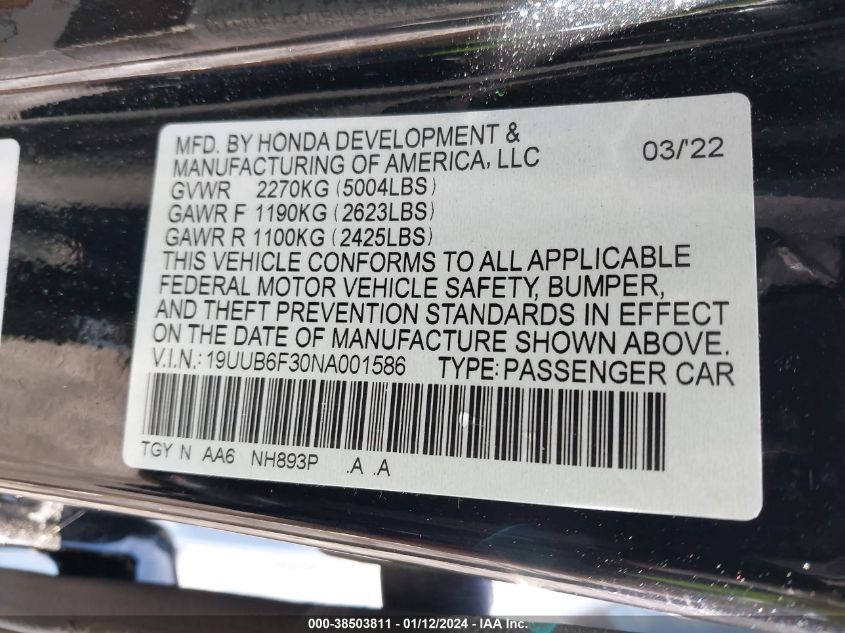 MFD. BY HONDA DEVELOPMENT &
MANUFACTURING OF AMERICA, LLC 03/'22
GVWR 2270KG (5004LBS)
GAWR F 1190KG (2623LBS)
GAWR R 1100KG (2425LBS)
THIS VEHICLE CONFORMS TO ALL APPLICABLE
FEDERAL MOTOR VEHICLE SAFETY, BUMPER,
AND THEFT PREVENTION STANDARDS IN EFFECT
ON THE DATE OF MANUFACTURE SHOWN ABOVE.
V.I.N.: 19UUB6F30NA001586 TYPE: PASSENGER CAR
TGY N AA6 NH893P .A .A
000-38503811 - 01/12/2024 - IAA Inc.